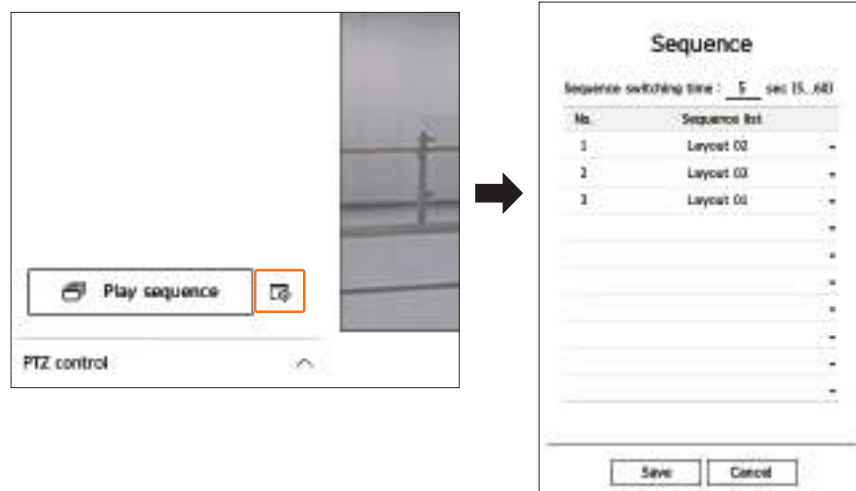 Play sequence
PTZ control
Sequence
Sequence switching time : 5 sec (5...60)
No. Sequence list
1 Layout 02
2 Layout 03
3 Layout 01
Save Cancel